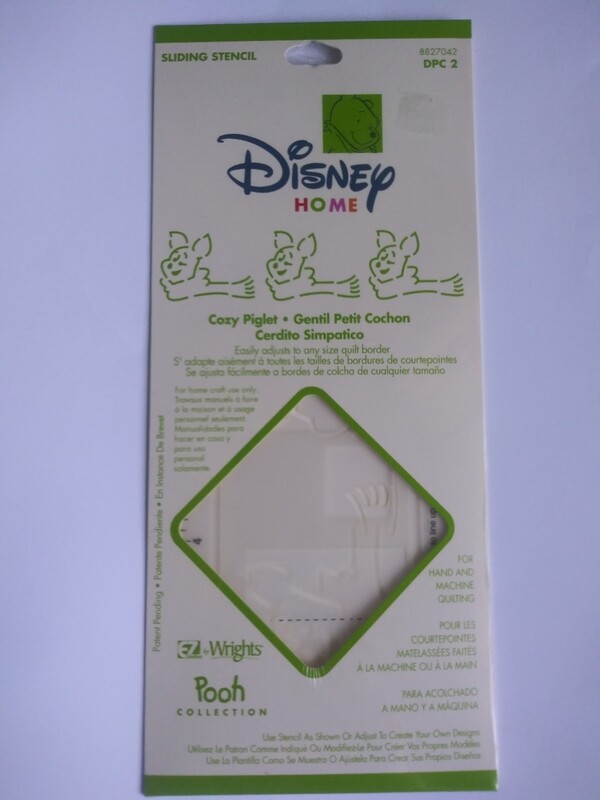 SLIDING STENCIL
8827042
DPC 2
Disney
HOME
Cozy Piglet • Gentil Petit Cochon
Cerdito Simpatico
Easily adjusts to any size quilt border
S' adapte aisément à toutes les tailles de bordures de courtepointes
Se ajusta fácilmente a bordes de colcha de cualquier tamaño
For home craft use only.
Travaux manuels à faire
à la maison et à usage
personnel seulement.
Manualidades para
hacer en casa y
para uso
personal
solamente.
Patent Pending • Patente Pendiente • En Instance De Brevet
4
to line up
FOR
HAND AND
MACHINE
QUILTING
POUR LES
COURTEPOINTES
MATELASSÉES FAITES
À LA MACHINE OU À LA MAIN
PARA ACOLCHADO
A MANO Y A MÁQUINA
EZ by Wrights
Pooh
COLLECTION
Use Stencil As Shown Or Adjust To Create Your Own Designs
Utilisez Le Patron Comme Indiqué Ou Modifiez-Le Pour Créer Vos Propres Modèles
Use La Plantilla Como Se Muestra O Ajústela Para Crear Sus Propios Diseños